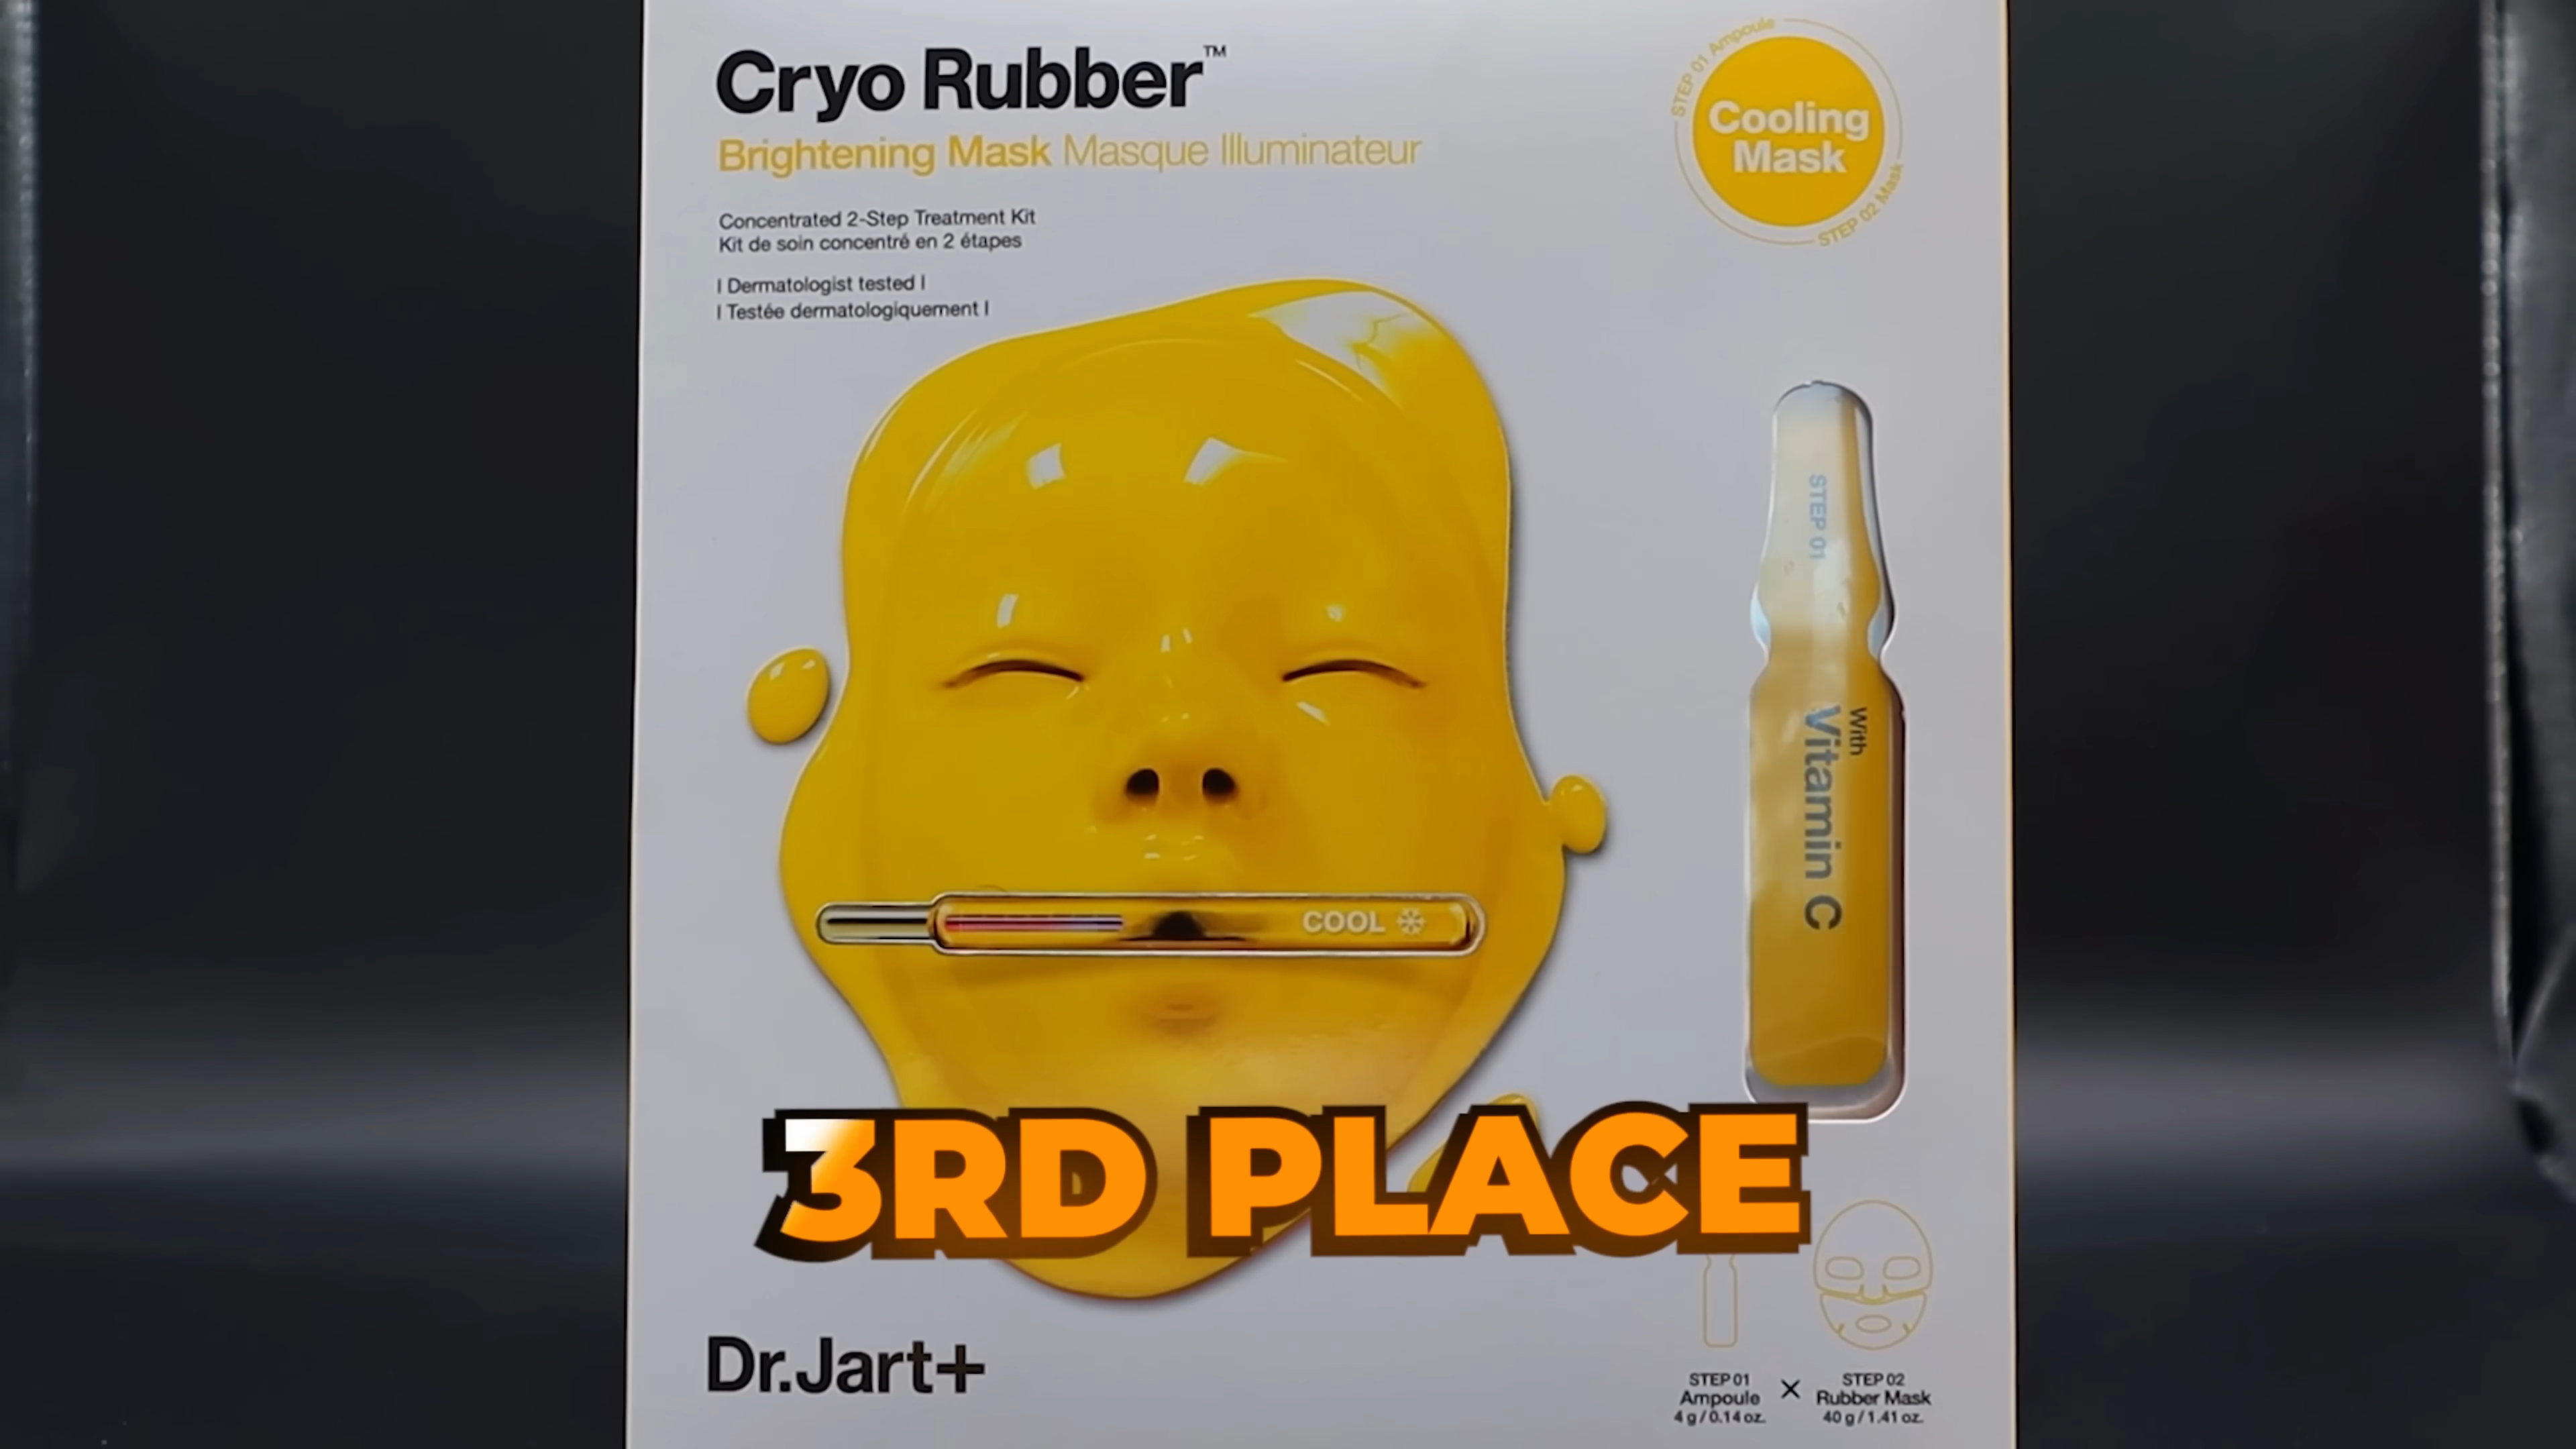 Cryo Rubber™
Brightening Mask Masque Illuminateur
Concentrated 2-Step Treatment Kit
Kit de soin concentré en 2 étapes
I Dermatologist tested I
I Testée dermatologiquement I
STEP 01 Ampoule
Cooling
Mask
STEP 02 Mask
STEP 01
With
Vitamin C
COOL
3RD PLACE
Dr.Jart+
STEP 01
Ampoule
4 g / 0.14 oz.
×
STEP 02
Rubber Mask
40 g / 1.41 oz.